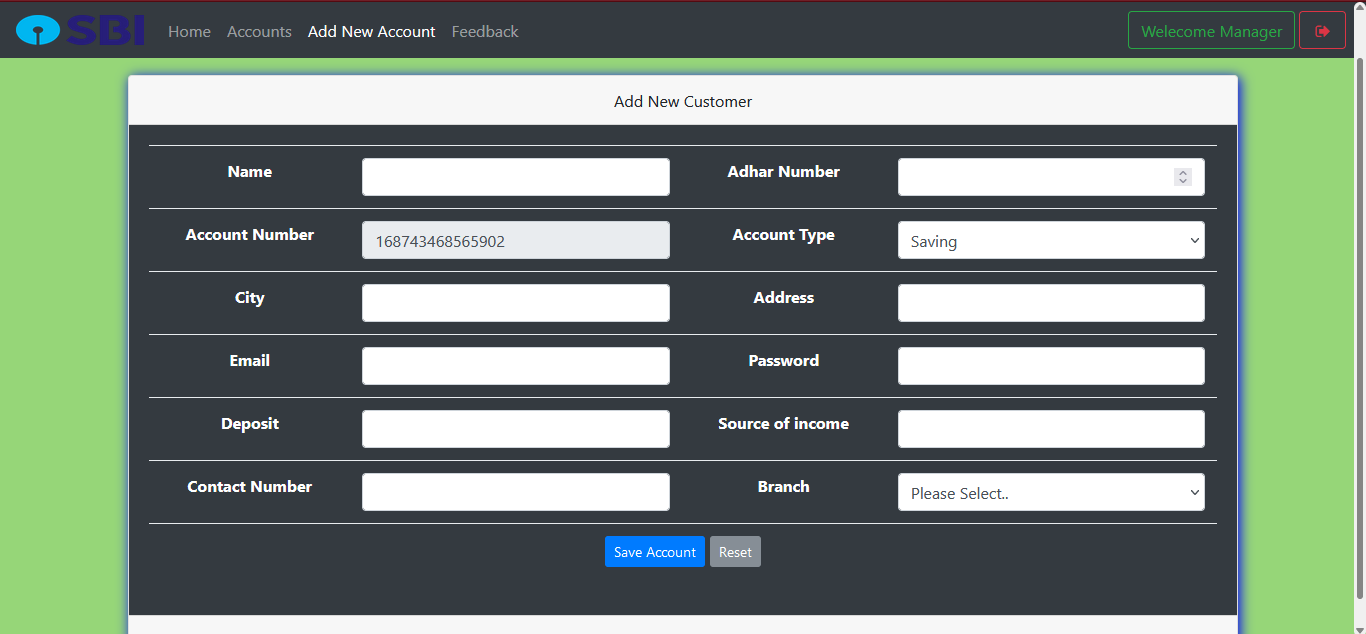 SBI Home Accounts Add New Account Feedback Welecome Manager
Add New Customer
Name Adhar Number
Account Number 168743468565902 Account Type Saving
City Address
Email Password
Deposit Source of income
Contact Number Branch Please Select..
Save Account Reset